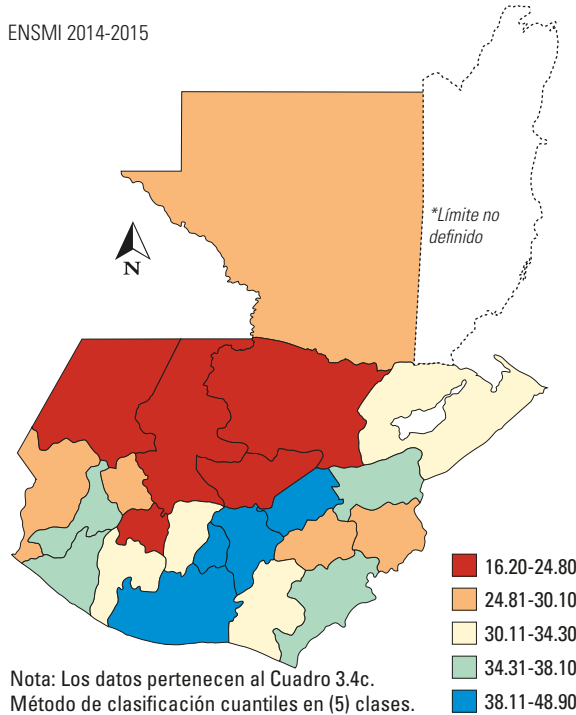 ENSMI 2014-2015
*Límite no
definido
N
16.20-24.80
24.81-30.10
30.11-34.30
34.31-38.10
38.11-48.90
Nota: Los datos pertenecen al Cuadro 3.4c.
Método de clasificación cuantiles en (5) clases.